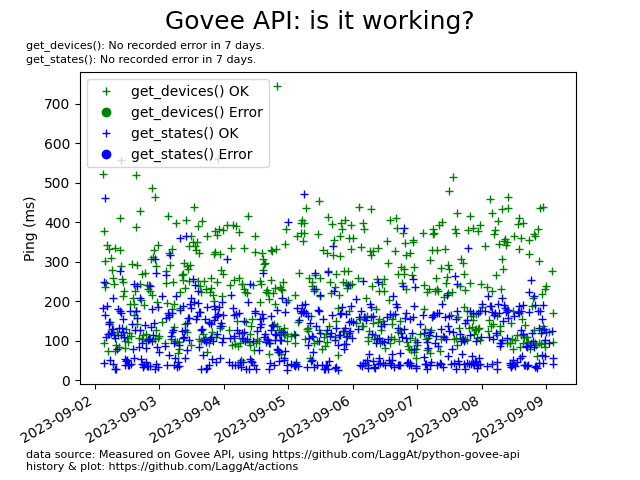 Govee API: is it working?
get_devices(): No recorded error in 7 days.
get_states(): No recorded error in 7 days.
get_devices() OK
get_devices() Error
get_states() OK
get_states() Error
Ping (ms)
700
600
500
400
300
200
100
0
2023-09-02
2023-09-03
2023-09-04
2023-09-05
2023-09-06
2023-09-07
2023-09-08
2023-09-09
data source: Measured on Govee API, using https://github.com/LaggAt/python-govee-api
history & plot: https://github.com/LaggAt/actions